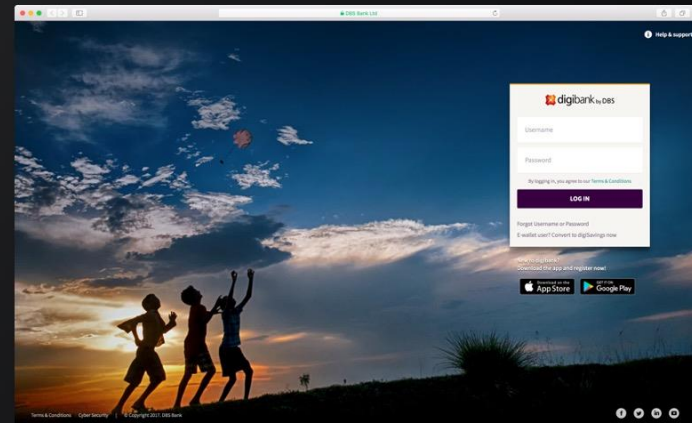 DBS Bank Ltd
Help & support
digibank by DBS
Username
Password
By logging in, you agree to our Terms & Conditions
LOG IN
Forgot Username or Password
E-wallet user? Convert to digiSavings now
New to digibank?
Download the app and register now!
Download on the
App Store
GET IT ON
Google Play
Terms & Conditions Cyber Security | © Copyright 2017, DBS Bank